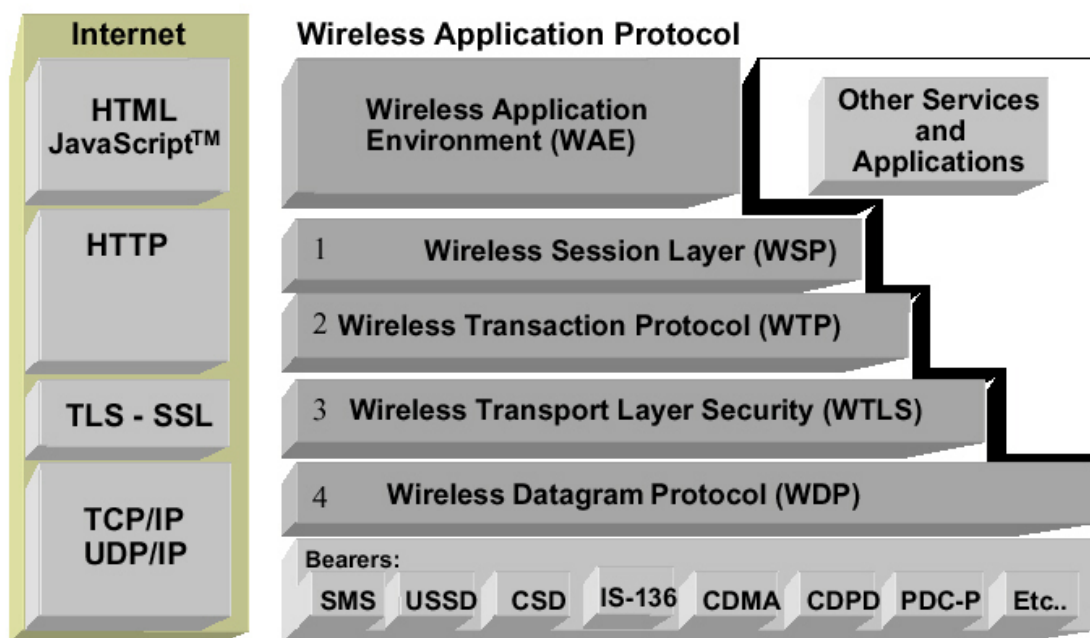 Internet
HTML
JavaScript™
HTTP
TLS - SSL
TCP/IP
UDP/IP
Wireless Application Protocol
Wireless Application
Environment (WAE)
Other Services
and
Applications
1 Wireless Session Layer (WSP)
2 Wireless Transaction Protocol (WTP)
3 Wireless Transport Layer Security (WTLS)
4 Wireless Datagram Protocol (WDP)
Bearers:
SMS USSD CSD IS-136 CDMA CDPD PDC-P Etc..